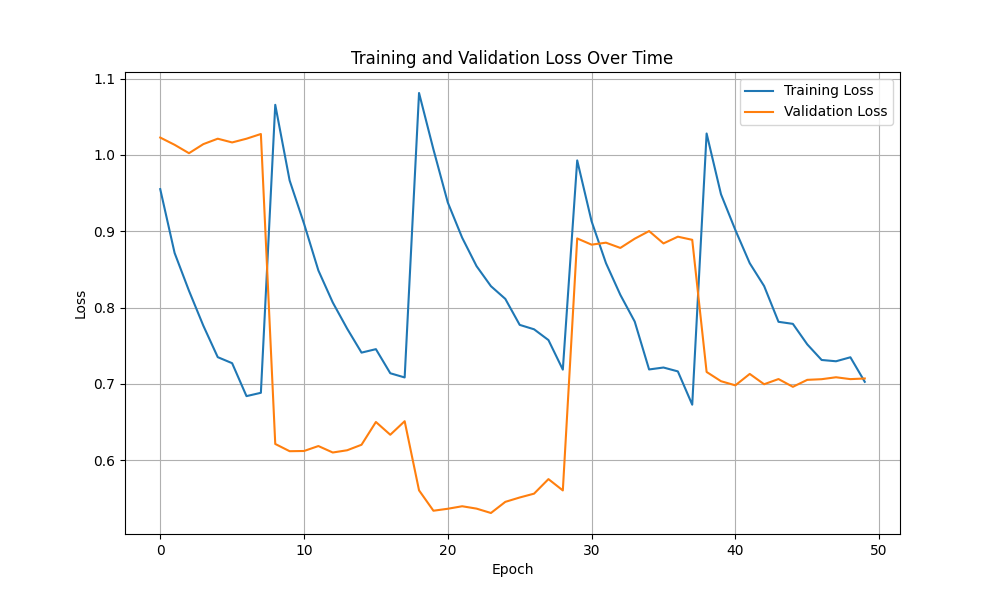 Training and Validation Loss Over Time
1.1
1.0
0.9
0.8
0.7
0.6
Loss
Training Loss
Validation Loss
0 10 20 30 40 50
Epoch